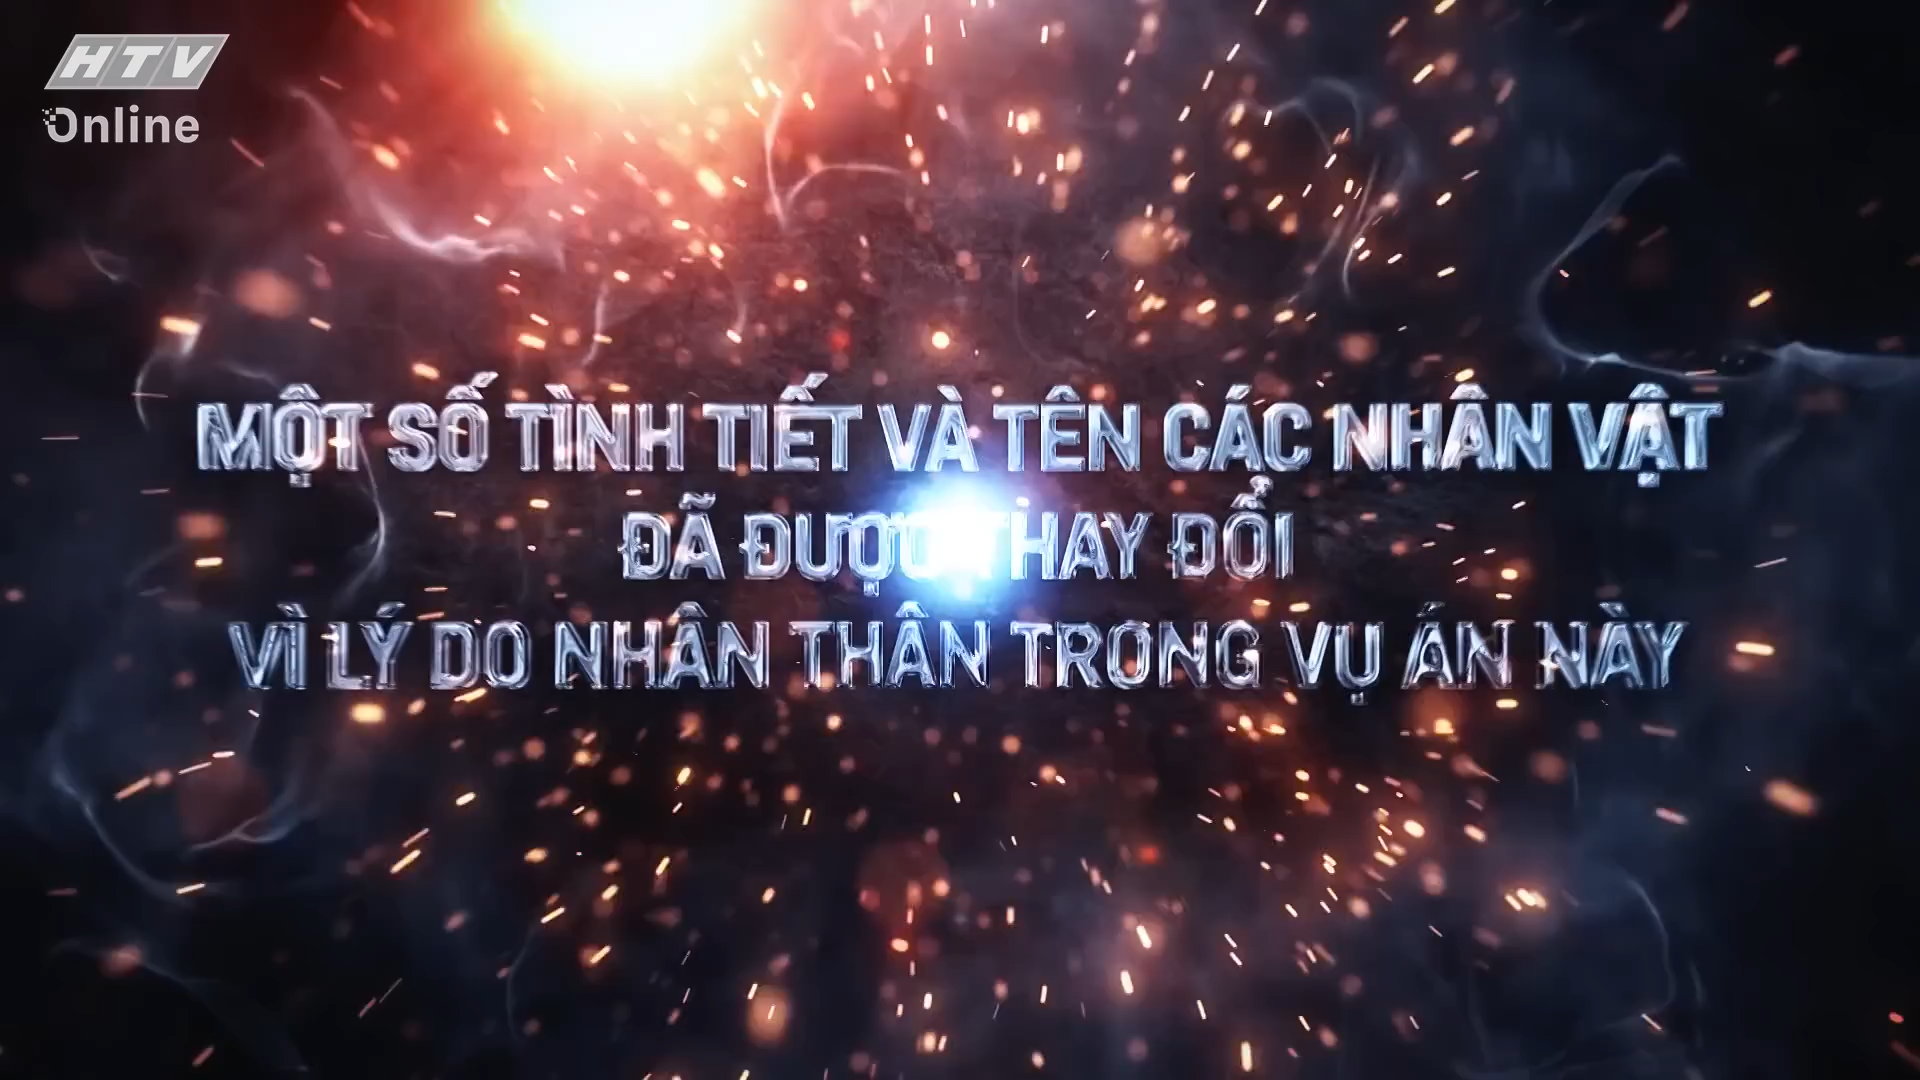 HTV
Online
MỘT SỐ TÌNH TIẾT VÀ TÊN CÁC NHÂN VẬT
ĐÃ ĐƯỢC THAY ĐỔI
VÌ LÝ DO NHÂN THÂN TRONG VỤ ÁN NÀY